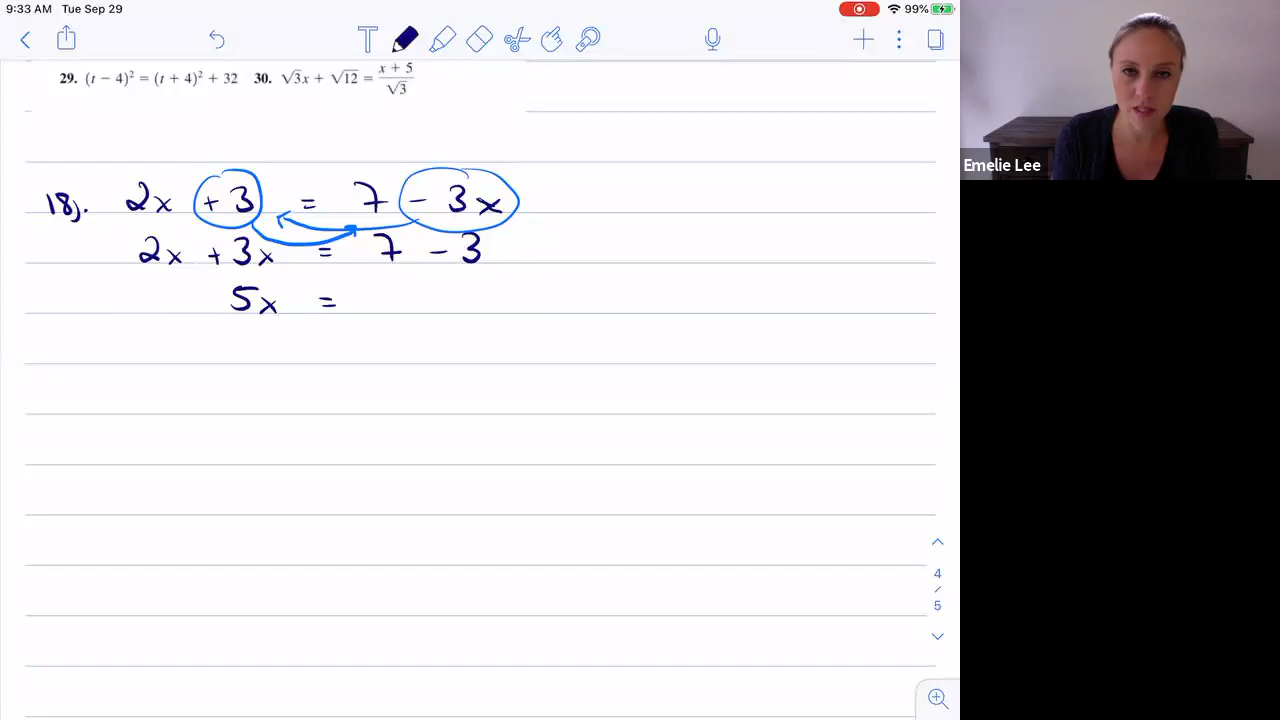 9:33 AM Tue Sep 29 99%
29. (t − 4)² = (t + 4)² + 32 30. √3x + √12 = (x + 5)/√3
Emelie Lee
18). 2x + 3 = 7 − 3x
2x + 3x = 7 − 3
5x =
4
/
5